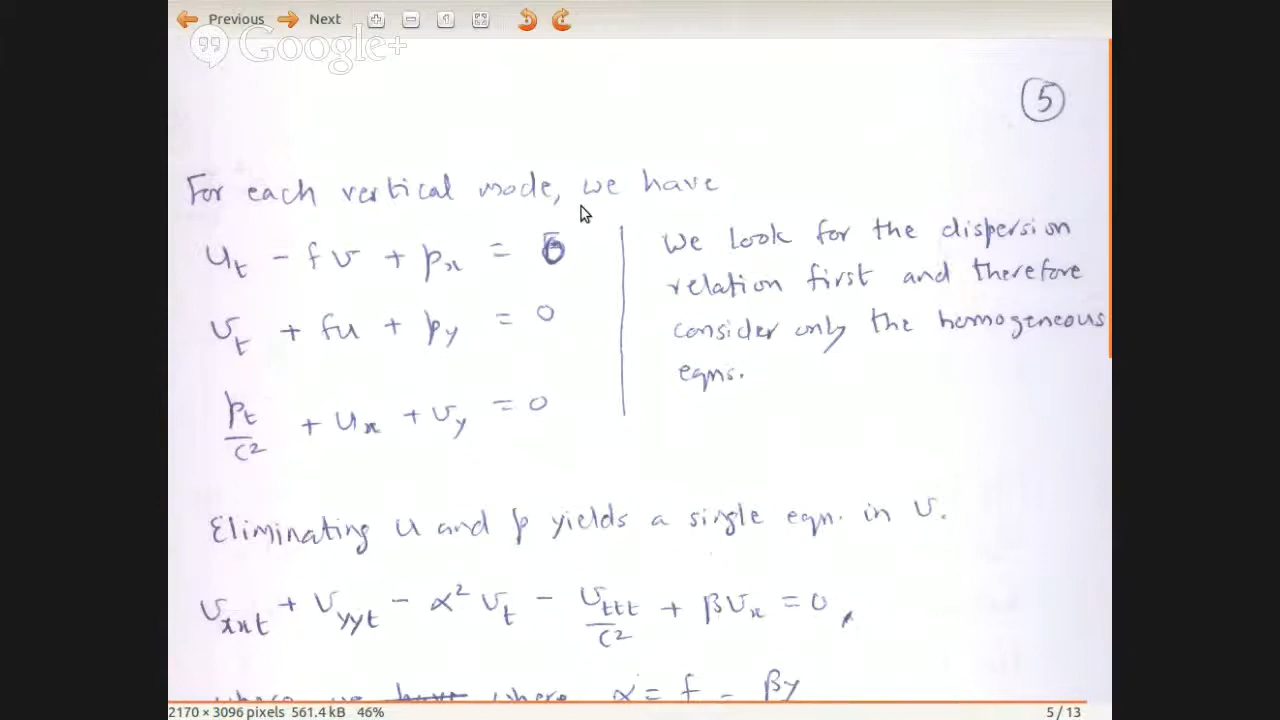 Previous Next
Google+
5
For each vertical mode, we have
u_t - fv + p_x = 0
v_t + fu + p_y = 0
p_t/c² + u_x + v_y = 0
We look for the dispersion
relation first and therefore
consider only the homogeneous
eqns.
Eliminating u and p yields a single eqn. in v.
v_xxt + v_yyt - α² v_t - v_ttt/c² + βv_x = 0,
where α = f βy
2170 × 3096 pixels 561.4 kB 46% 5 / 13